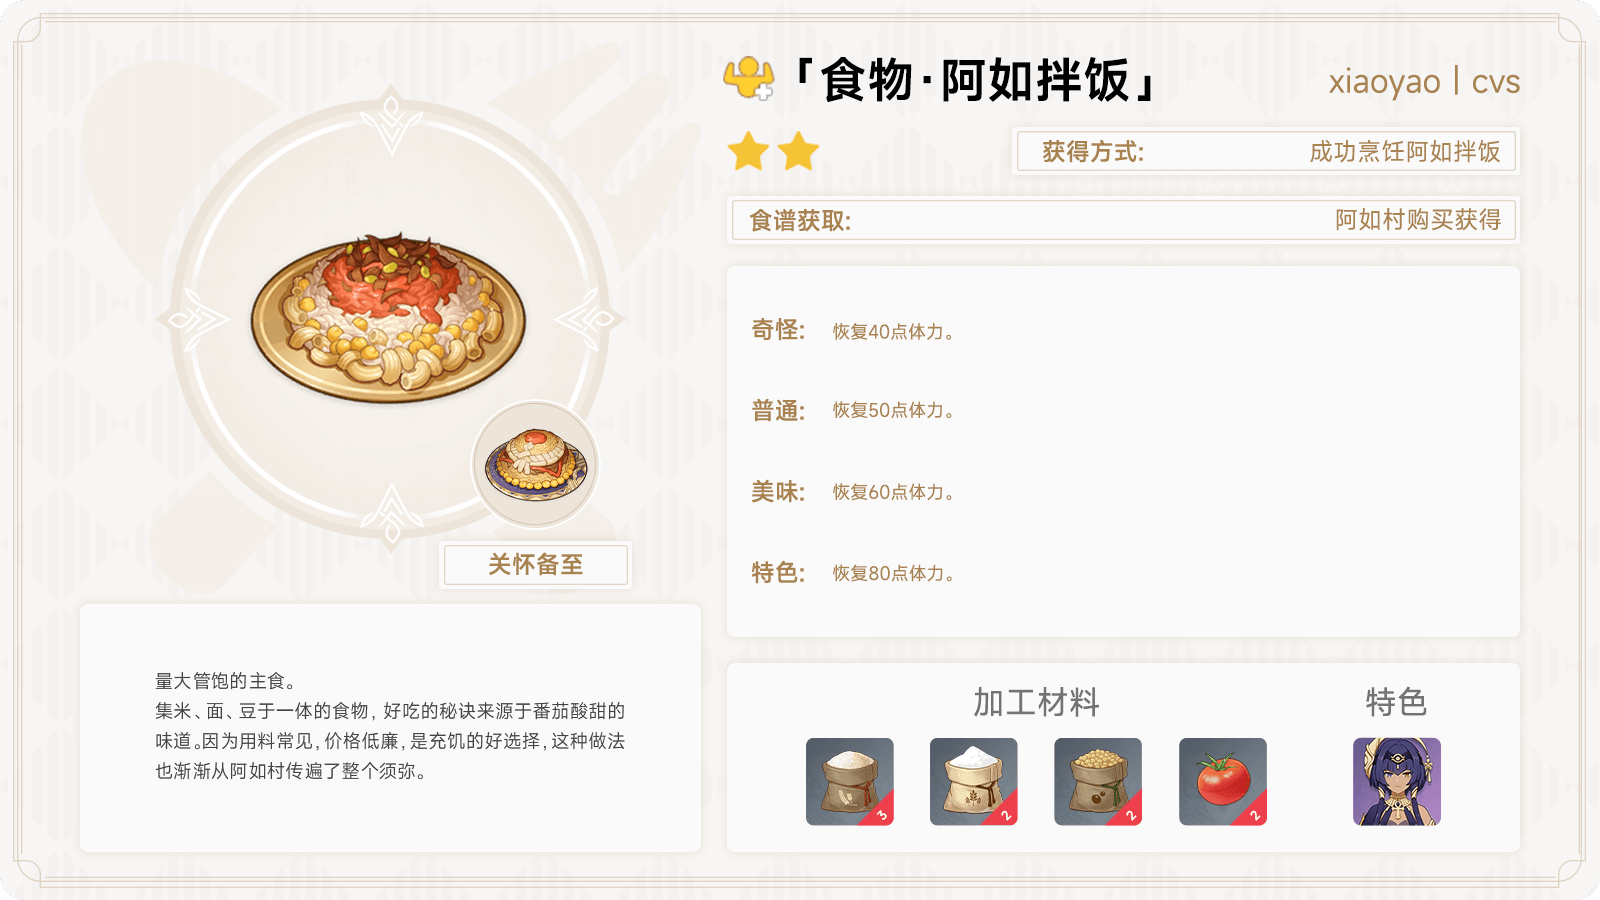 「食物·阿如拌饭」
xiaoyao | cvs
获得方式:
成功烹饪阿如拌饭
食谱获取:
阿如村购买获得
奇怪:
恢复40点体力。
普通:
恢复50点体力。
美味:
恢复60点体力。
特色:
恢复80点体力。
关怀备至
量大管饱的主食。
集米、面、豆于一体的食物，好吃的秘诀来源于番茄酸甜的
味道。因为用料常见，价格低廉，是充饥的好选择，这种做法
也渐渐从阿如村传遍了整个须弥。
加工材料
特色
3
2
2
2